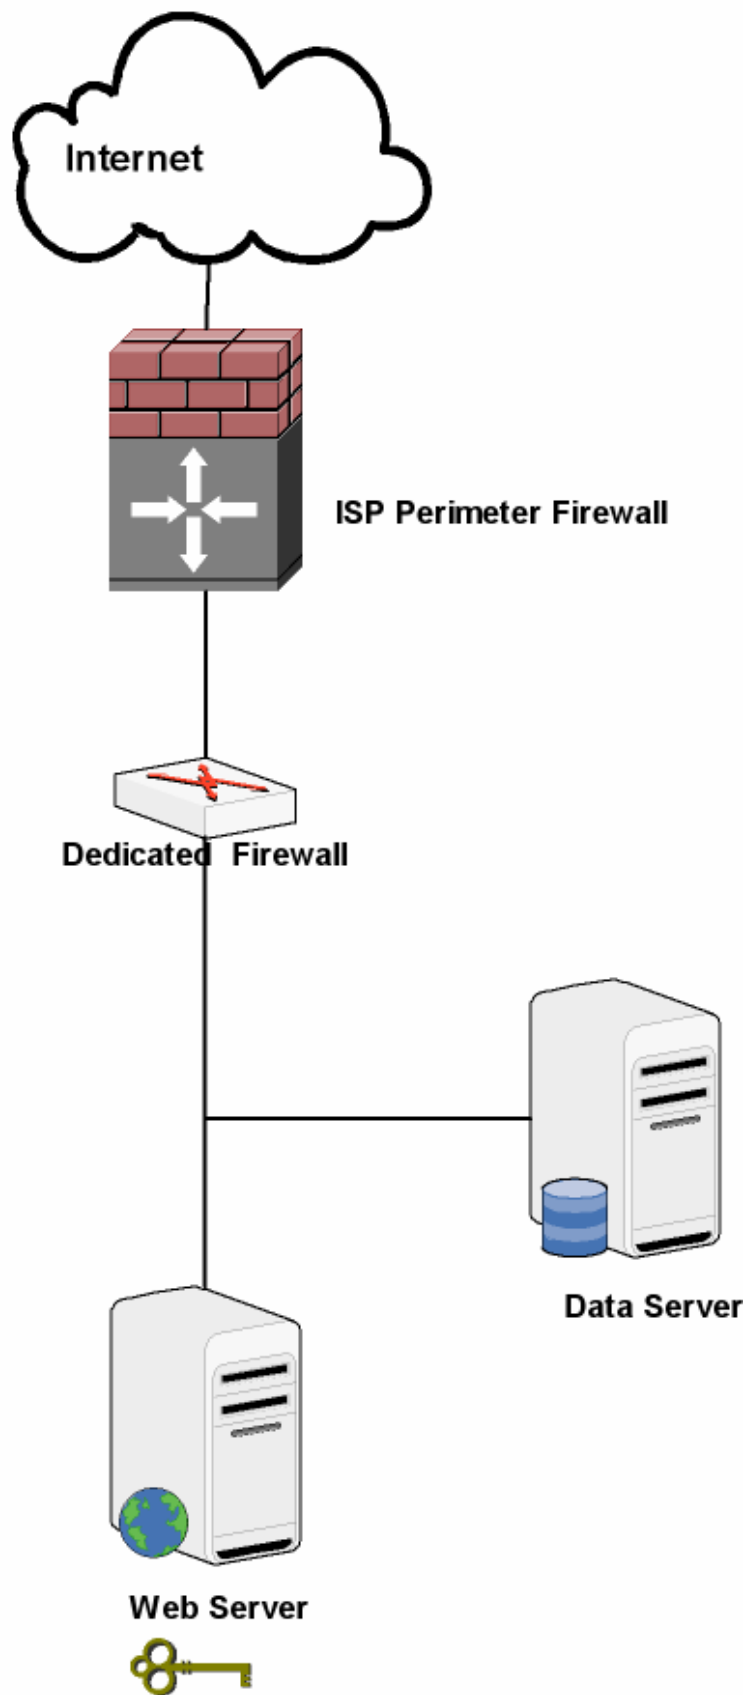 Internet
ISP Perimeter Firewall
Dedicated Firewall
Data Server
Web Server